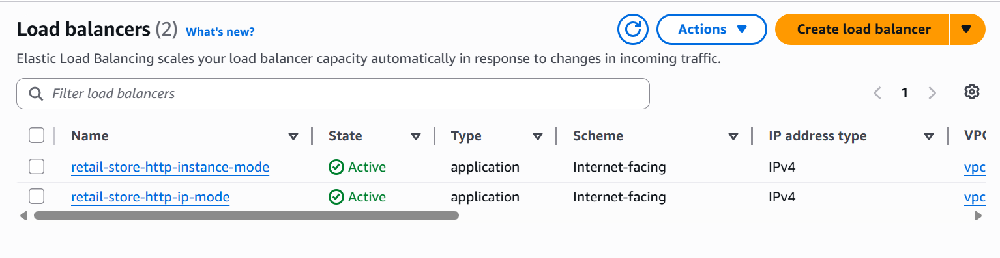 Load balancers (2) What's new? Actions Create load balancer
Elastic Load Balancing scales your load balancer capacity automatically in response to changes in incoming traffic.
Filter load balancers 1
Name State Type Scheme IP address type VPC
retail-store-http-instance-mode Active application Internet-facing IPv4 vpc
retail-store-http-ip-mode Active application Internet-facing IPv4 vpc